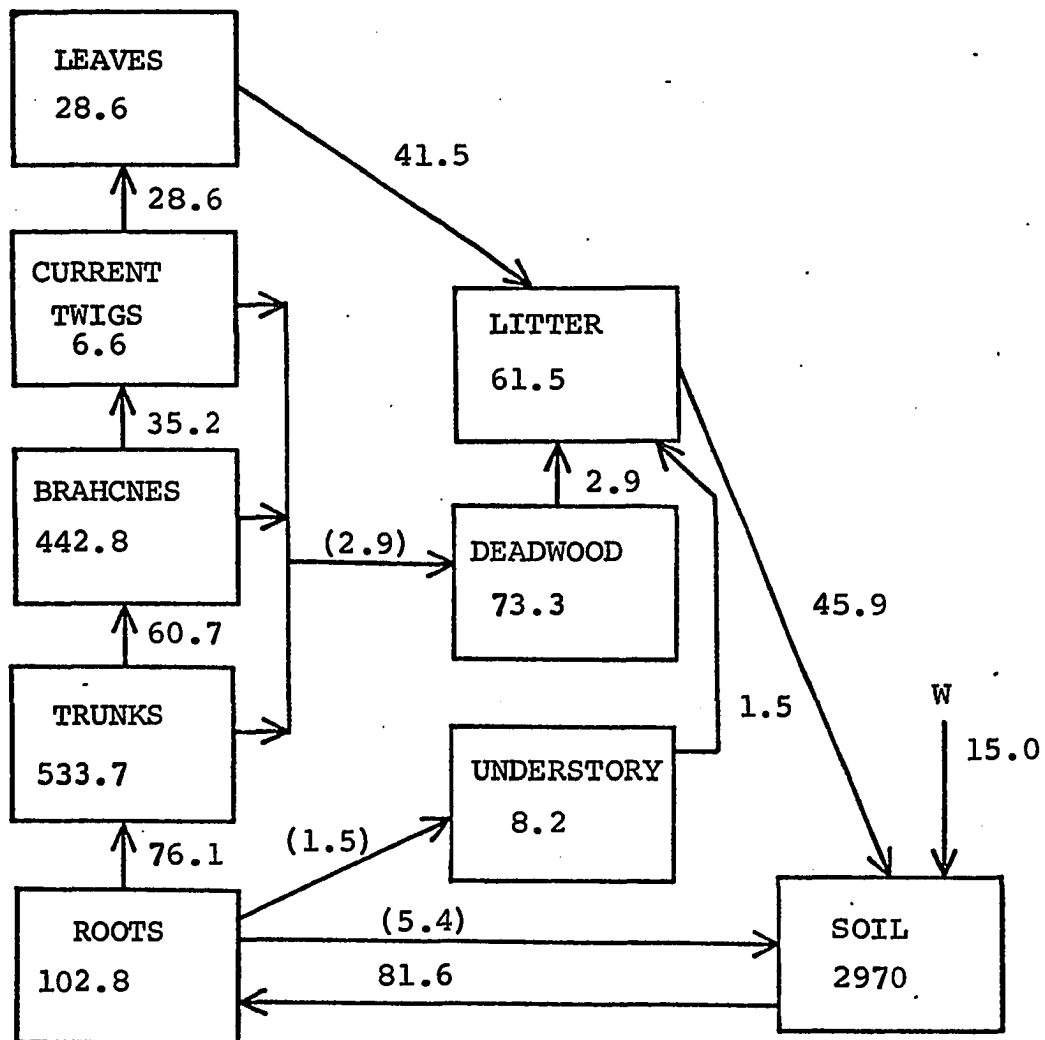 LEAVES
28.6
41.5
28.6
CURRENT
TWIGS
6.6
LITTER
61.5
35.2
BRAHCNES
442.8
2.9
(2.9)
DEADWOOD
73.3
45.9
60.7
TRUNKS
533.7
1.5
W
15.0
UNDERSTORY
8.2
(1.5)
76.1
ROOTS
102.8
(5.4)
81.6
SOIL
2970